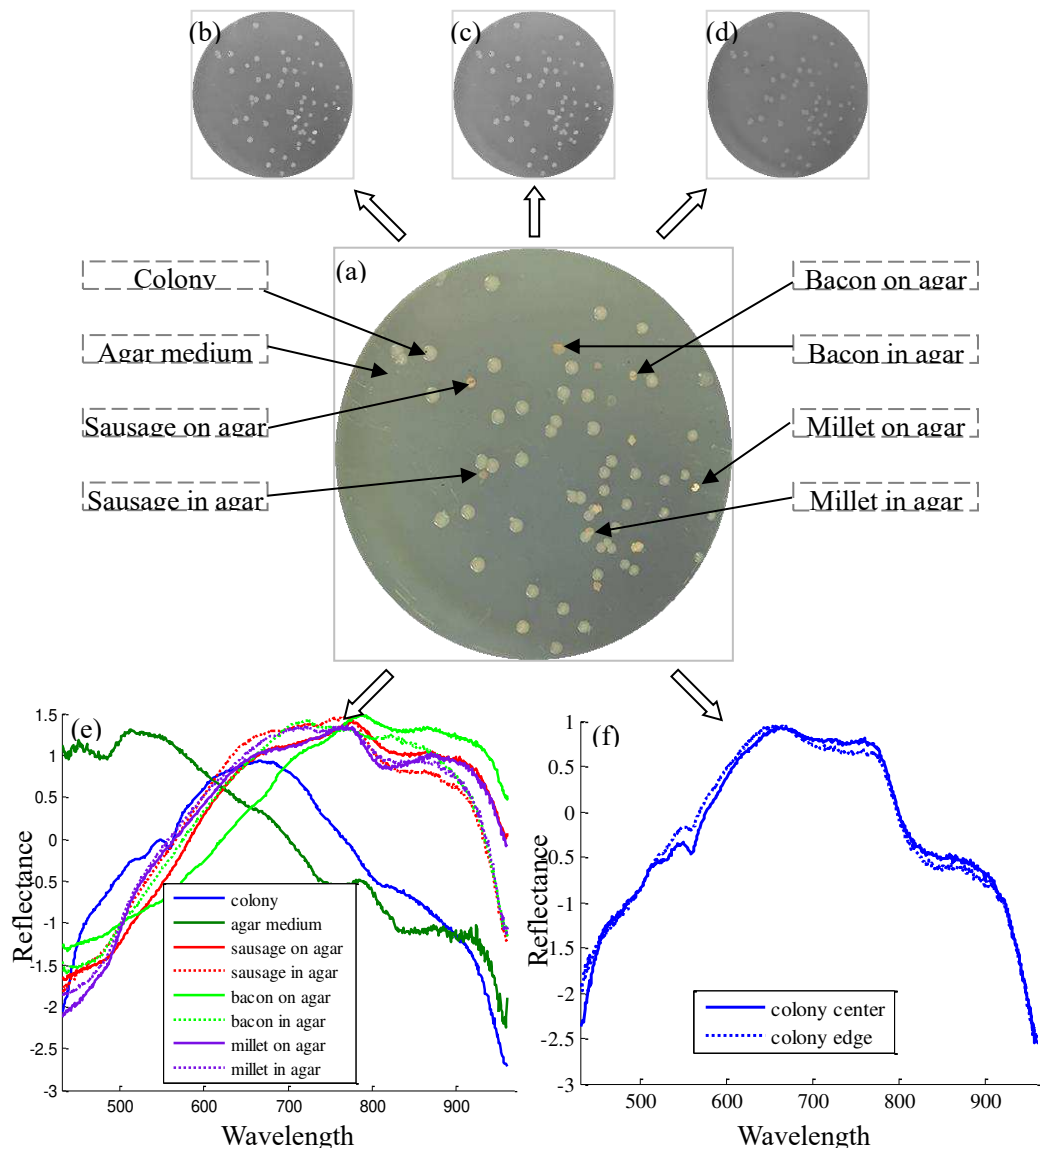 (b)
(c)
(d)
(a)
Colony
Agar medium
Sausage on agar
Sausage in agar
Bacon on agar
Bacon in agar
Millet on agar
Millet in agar
(e)
1.5
1
0.5
0
-0.5
-1
-1.5
-2
-2.5
-3
Reflectance
colony
agar medium
sausage on agar
sausage in agar
bacon on agar
bacon in agar
millet on agar
millet in agar
500 600 700 800 900
Wavelength
(f)
1
0.5
0
-0.5
-1
-1.5
-2
-2.5
-3
Reflectance
colony center
colony edge
500 600 700 800 900
Wavelength